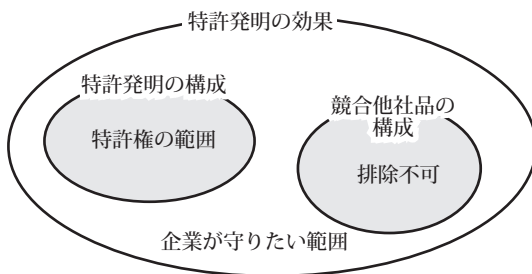 特許発明の効果
特許発明の構成
特許権の範囲
競合他社品の
構成
排除不可
企業が守りたい範囲